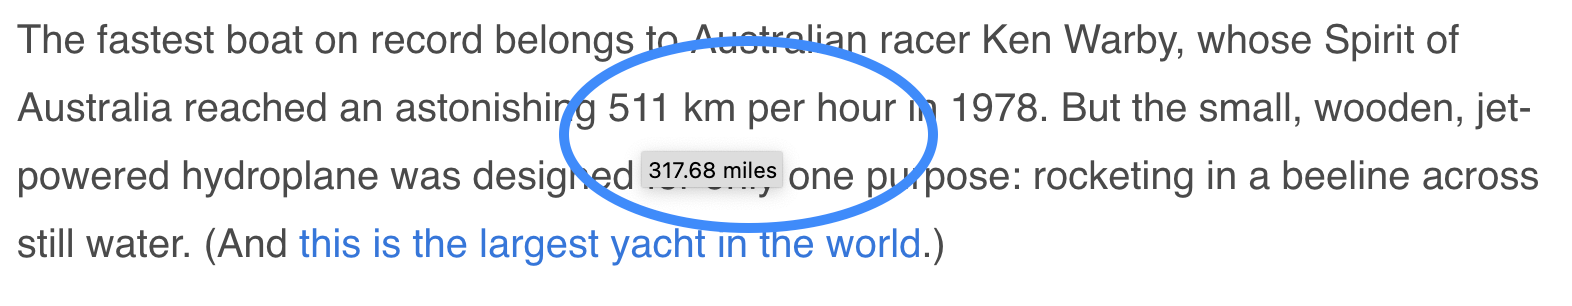 The fastest boat on record belongs to Australian racer Ken Warby, whose Spirit of
Australia reached an astonishing 511 km per hour in 1978. But the small, wooden, jet-
powered hydroplane was designed for only one purpose: rocketing in a beeline across
317.68 miles
still water. (And this is the largest yacht in the world.)